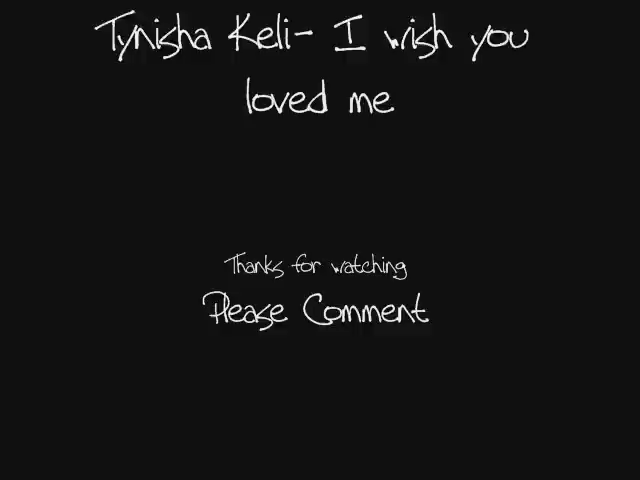 Tynisha Keli- I wish you
loved me
Thanks for watching
Please Comment